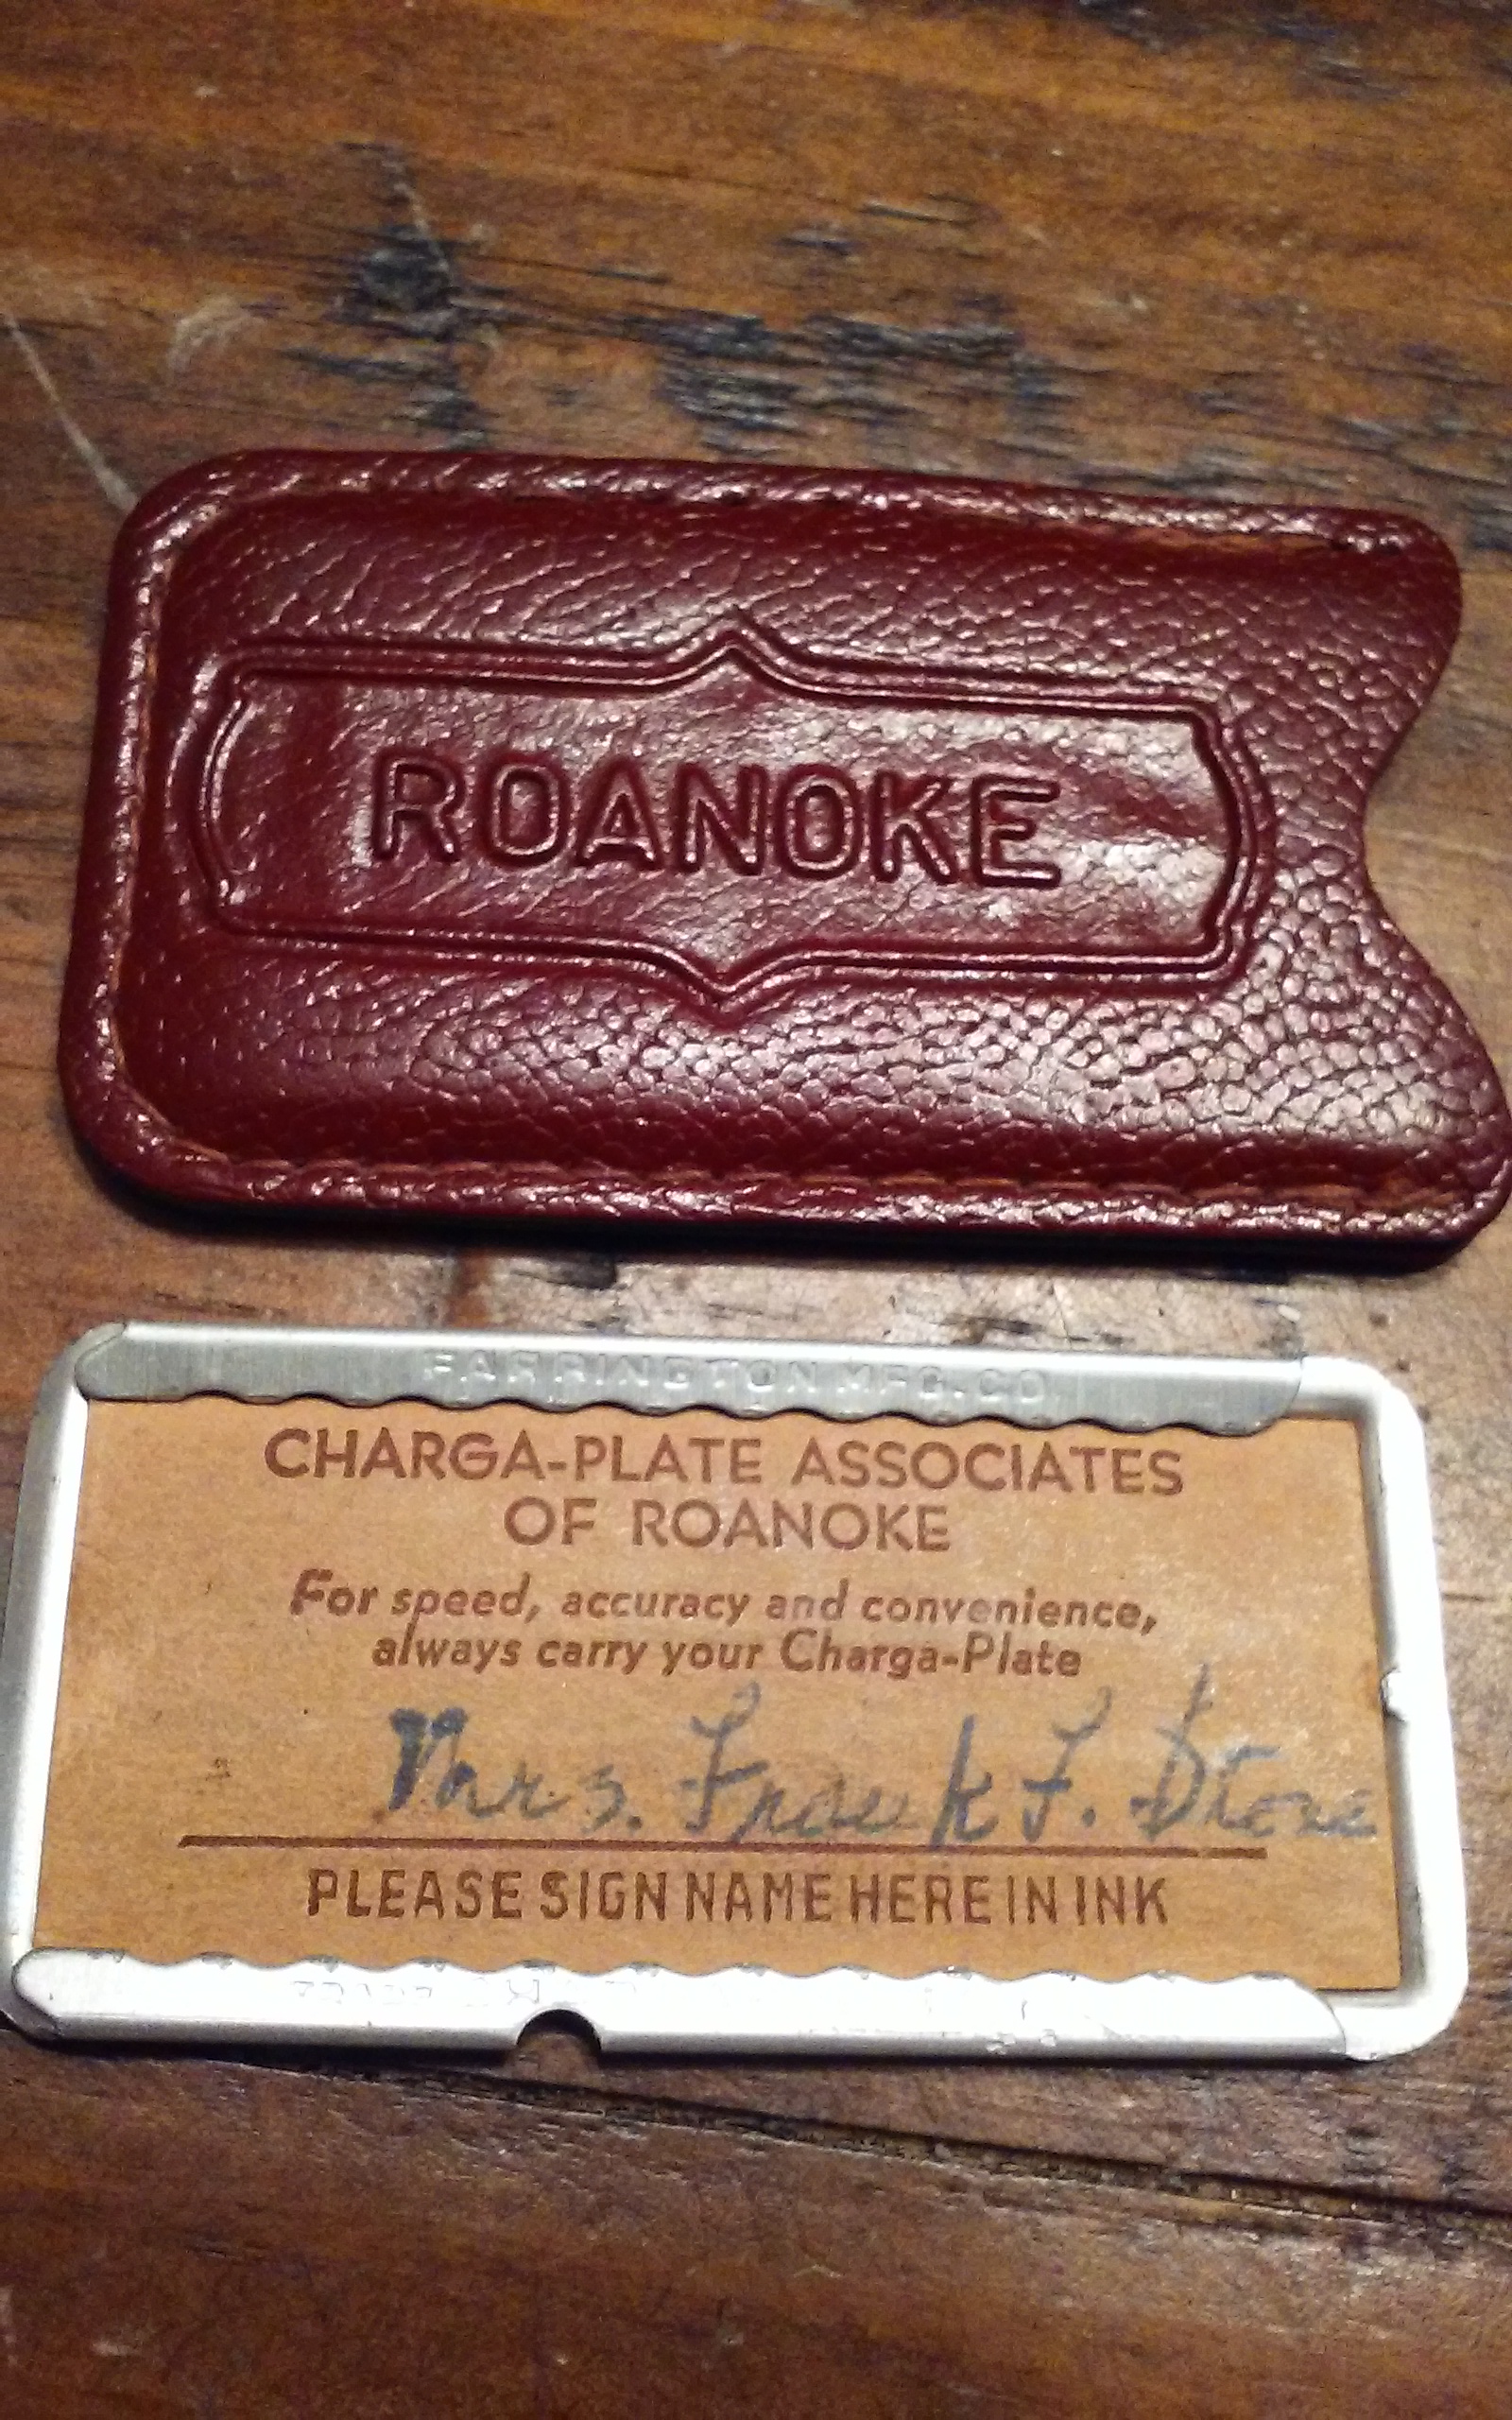 ROANOKE
FARRINGTON MFG. CO.
CHARGA-PLATE ASSOCIATES
OF ROANOKE
For speed, accuracy and convenience,
always carry your Charga-Plate
Mrs. Frank F. Stone
PLEASE SIGN NAME HERE IN INK